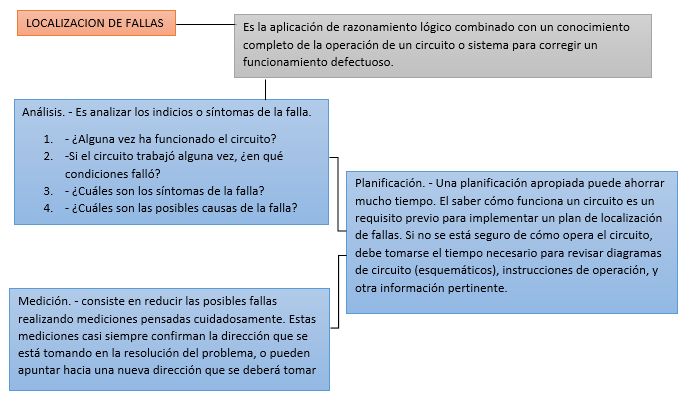 LOCALIZACION DE FALLAS
Es la aplicación de razonamiento lógico combinado con un conocimiento
completo de la operación de un circuito o sistema para corregir un
funcionamiento defectuoso.
Análisis. - Es analizar los indicios o síntomas de la falla.
1. - ¿Alguna vez ha funcionado el circuito?
2. -Si el circuito trabajó alguna vez, ¿en qué
condiciones falló?
3. - ¿Cuáles son los síntomas de la falla?
4. - ¿Cuáles son las posibles causas de la falla?
Planificación. - Una planificación apropiada puede ahorrar
mucho tiempo. El saber cómo funciona un circuito es un
requisito previo para implementar un plan de localización
de fallas. Si no se está seguro de cómo opera el circuito,
debe tomarse el tiempo necesario para revisar diagramas
de circuito (esquemáticos), instrucciones de operación, y
otra información pertinente.
Medición. - consiste en reducir las posibles fallas
realizando mediciones pensadas cuidadosamente. Estas
mediciones casi siempre confirman la dirección que se
está tomando en la resolución del problema, o pueden
apuntar hacia una nueva dirección que se deberá tomar